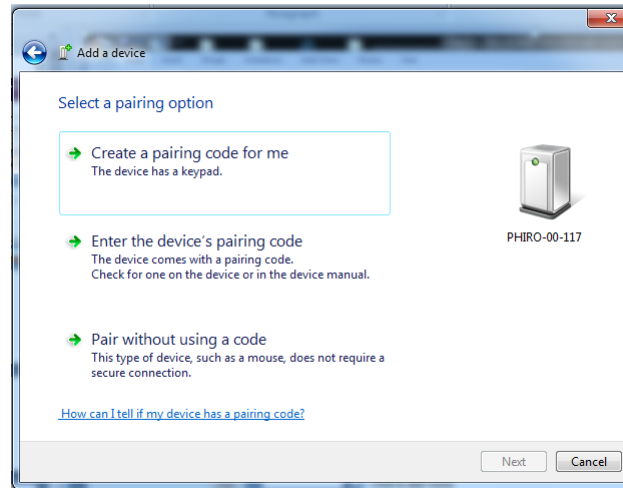 Add a device
Select a pairing option
Create a pairing code for me
The device has a keypad.
Enter the device's pairing code
The device comes with a pairing code.
Check for one on the device or in the device manual.
PHIRO-00-117
Pair without using a code
This type of device, such as a mouse, does not require a
secure connection.
How can I tell if my device has a pairing code?
Next
Cancel